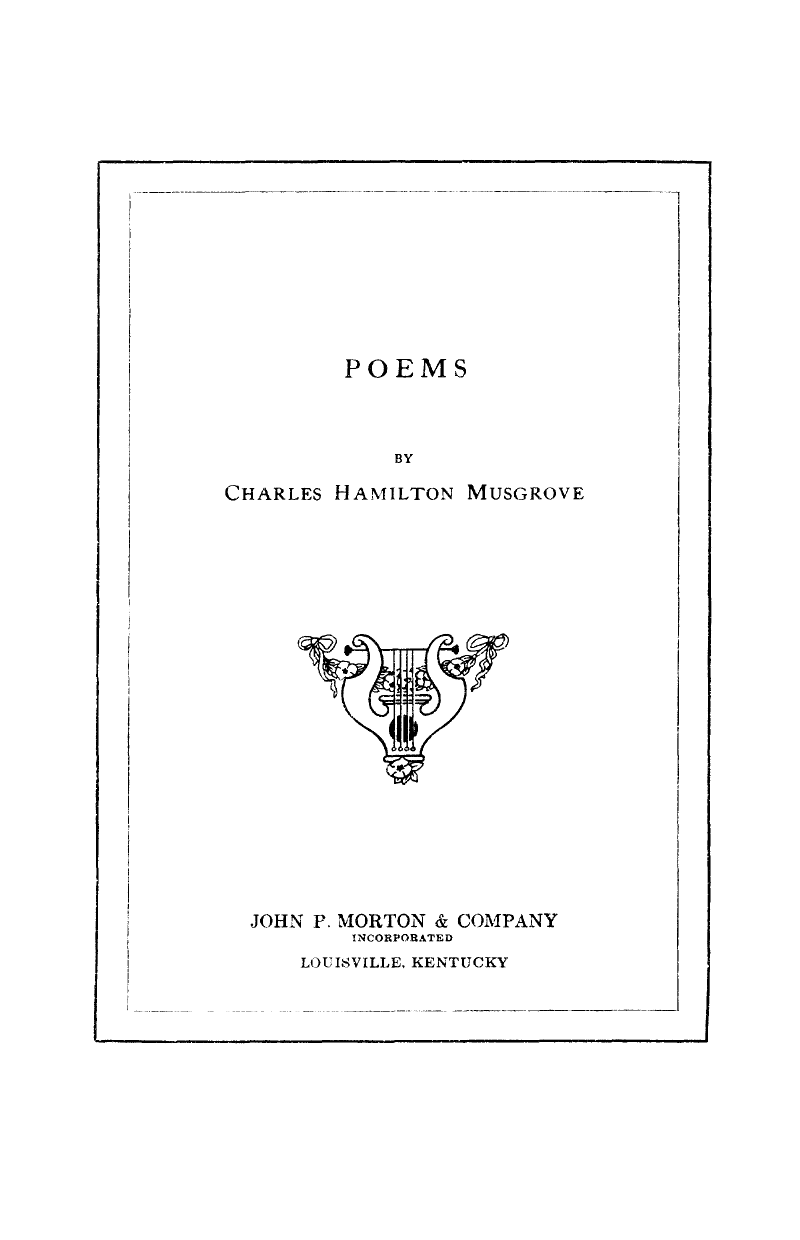 POEMS
BY
CHARLES HAMILTON MUSGROVE
JOHN P. MORTON & COMPANY
INCORPORATED
LOUISVILLE, KENTUCKY